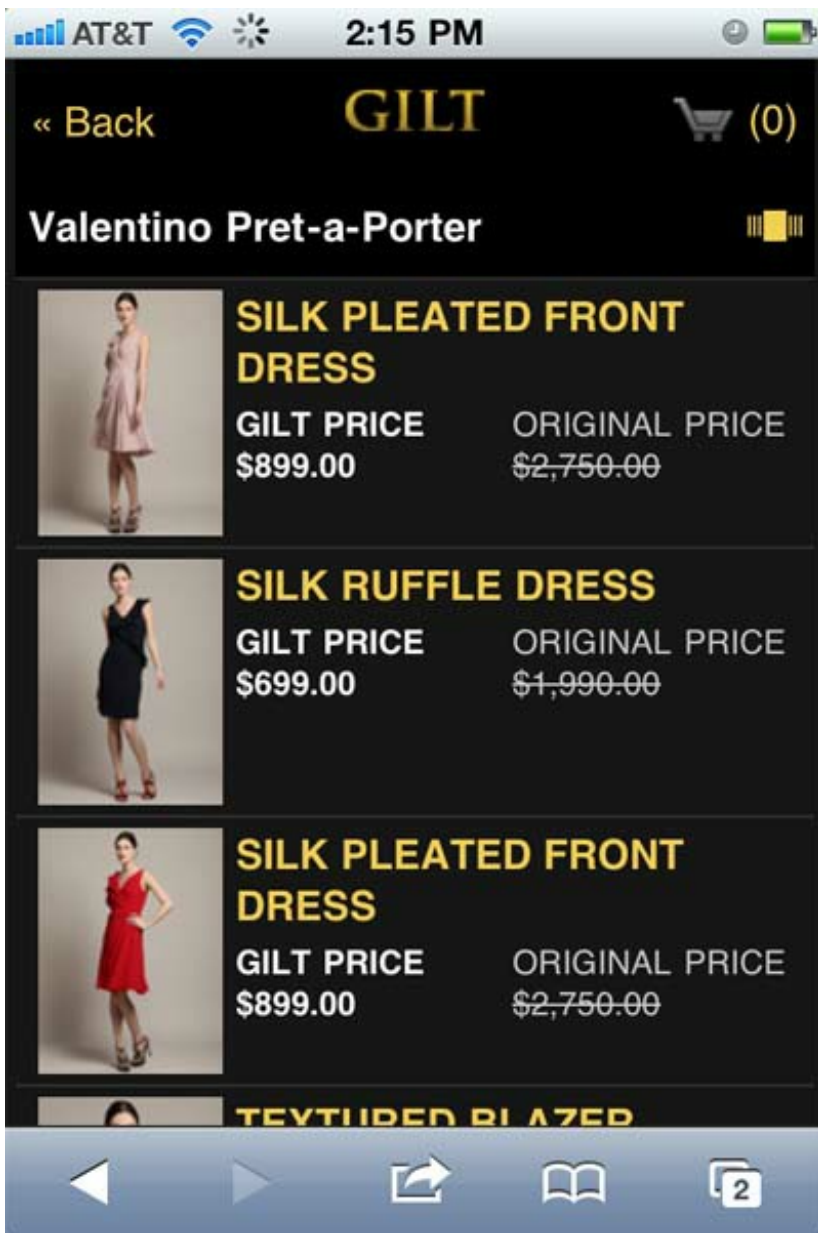 AT&T 2:15 PM
« Back GILT (0)
Valentino Pret-a-Porter
SILK PLEATED FRONT
DRESS
GILT PRICE ORIGINAL PRICE
$899.00 $2,750.00
SILK RUFFLE DRESS
GILT PRICE ORIGINAL PRICE
$699.00 $1,990.00
SILK PLEATED FRONT
DRESS
GILT PRICE ORIGINAL PRICE
$899.00 $2,750.00
TEXTURED BLAZER
2